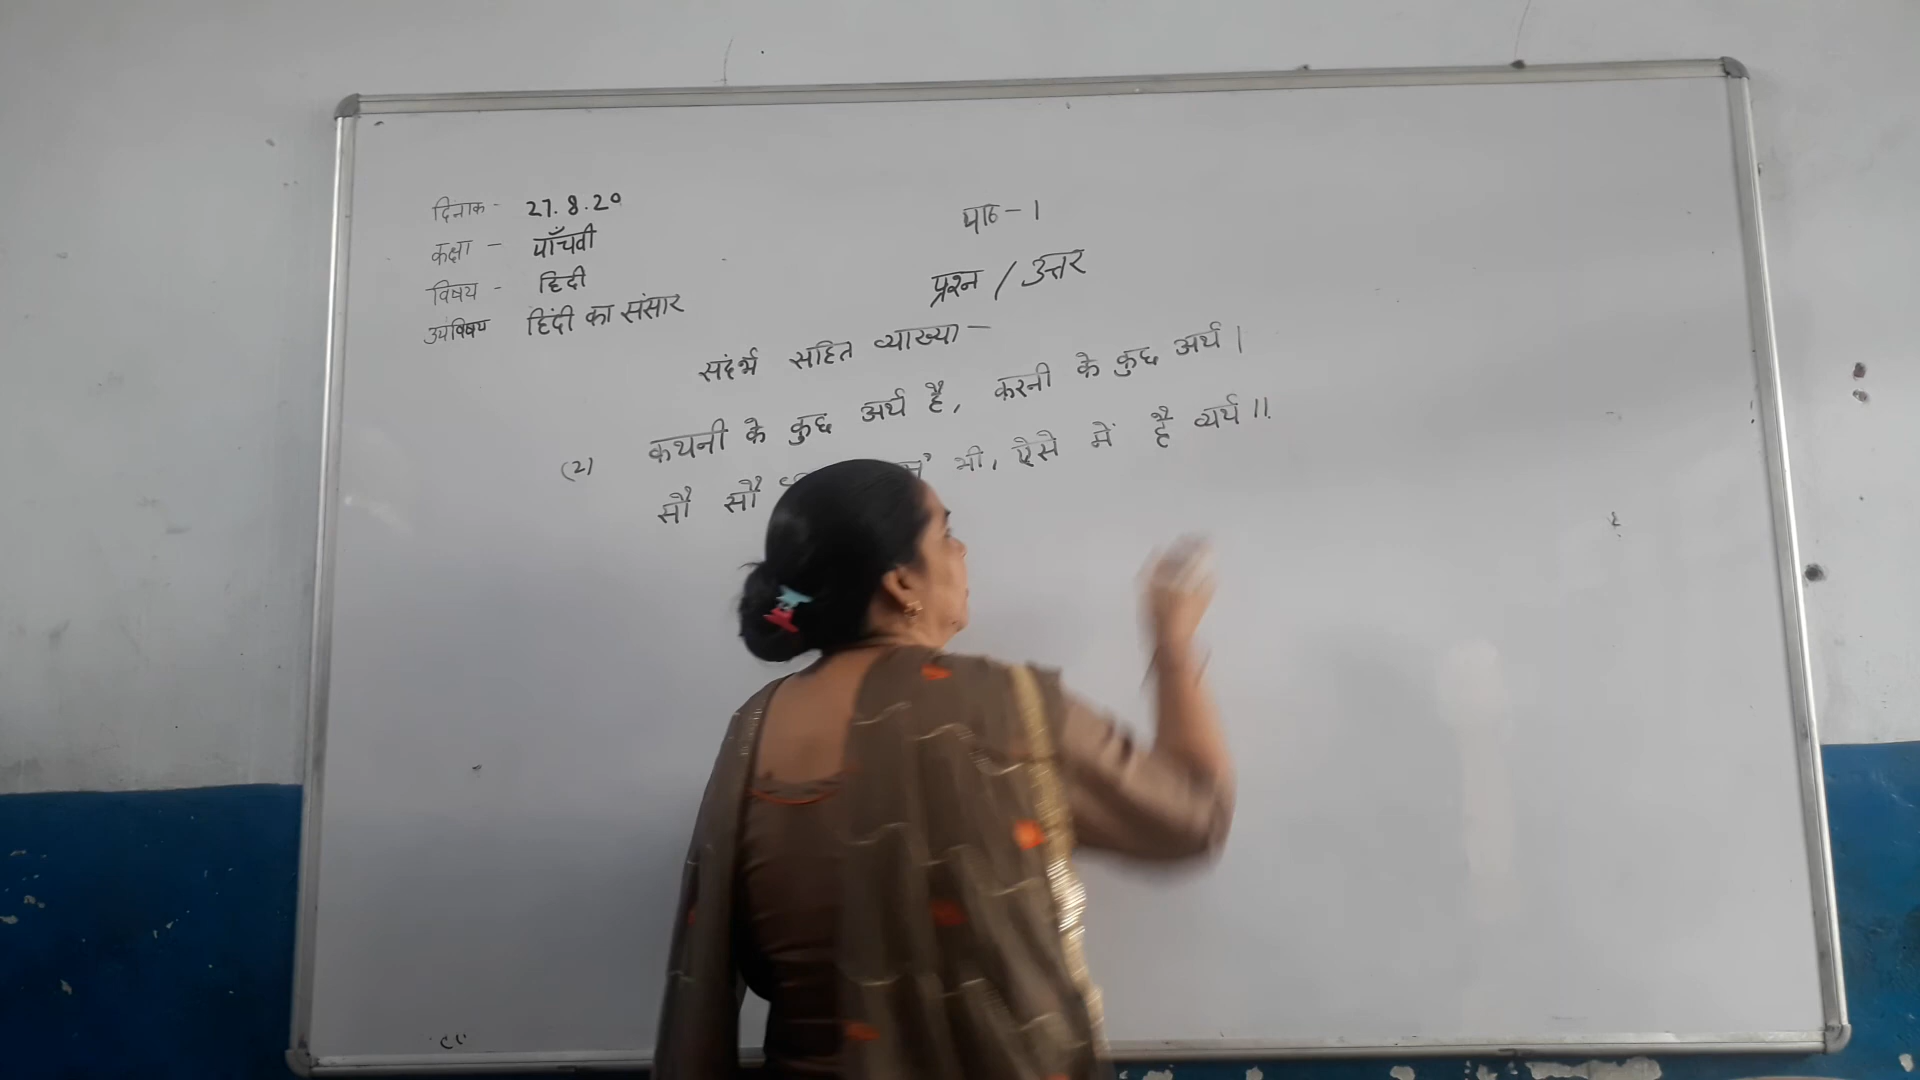 दिनाक - 27.8.20
कक्षा - पाँचवी
विषय - हिंदी
उपविषय हिंदी का संसार
पाठ - 1
प्रश्न / उत्तर
संदर्भ सहित व्याख्या -
(2) कथनी के कुछ अर्थ है, करनी के कुछ अर्थ |
सौ सौ भी, ऐसे में है व्यर्थ ||